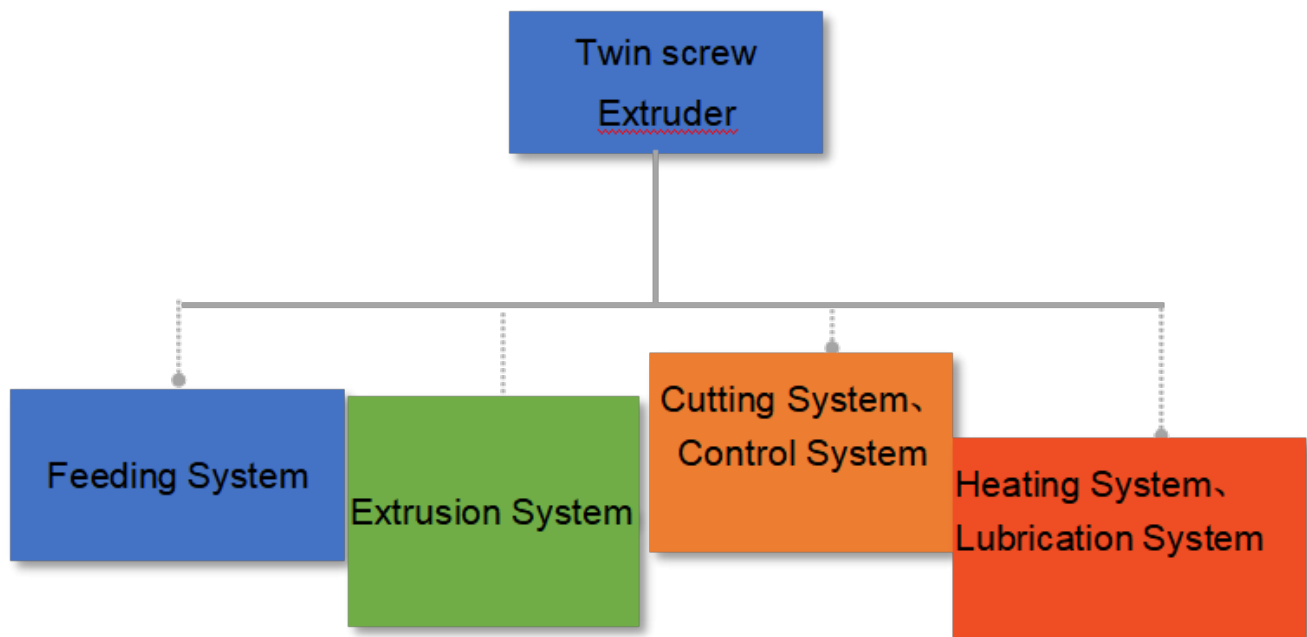 Twin screw
Extruder
Feeding System
Extrusion System
Cutting System、
Control System
Heating System、
Lubrication System